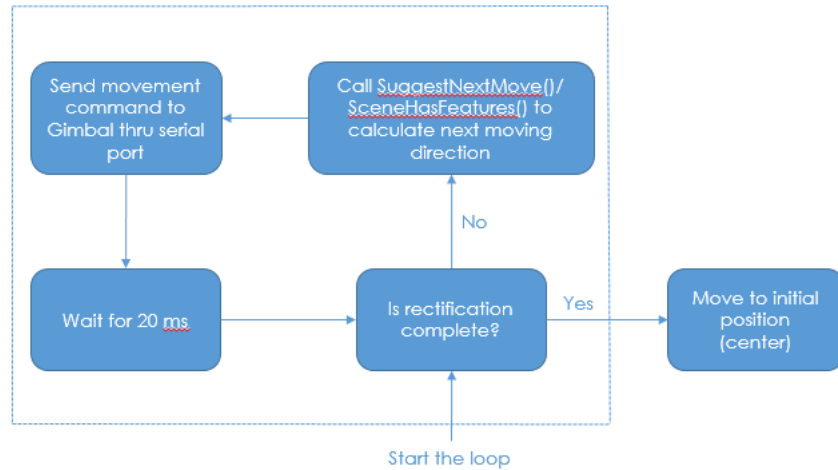 Send movement
command to
Gimbal thru serial
port
Call SuggestNextMove()/
SceneHasFeatures() to
calculate next moving
direction
No
Wait for 20 ms
Is rectification
complete?
Yes
Move to initial
position
(center)
Start the loop